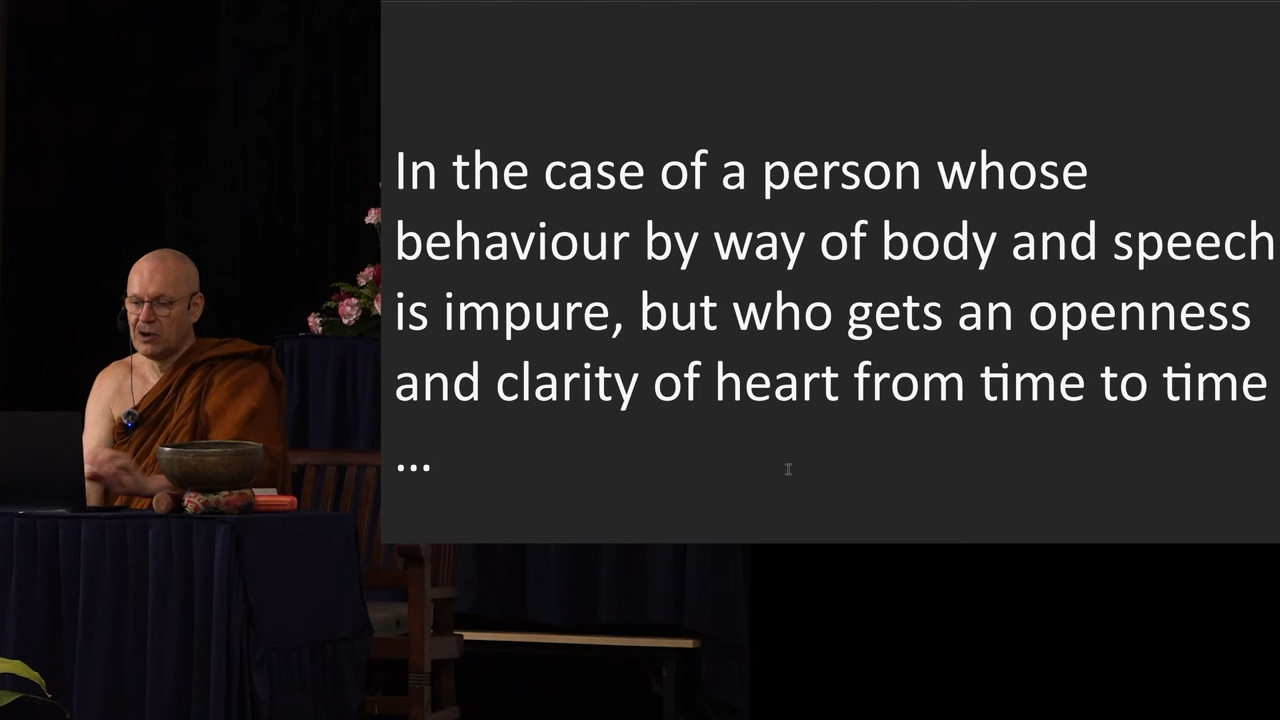 In the case of a person whose
behaviour by way of body and speech
is impure, but who gets an openness
and clarity of heart from time to time
...